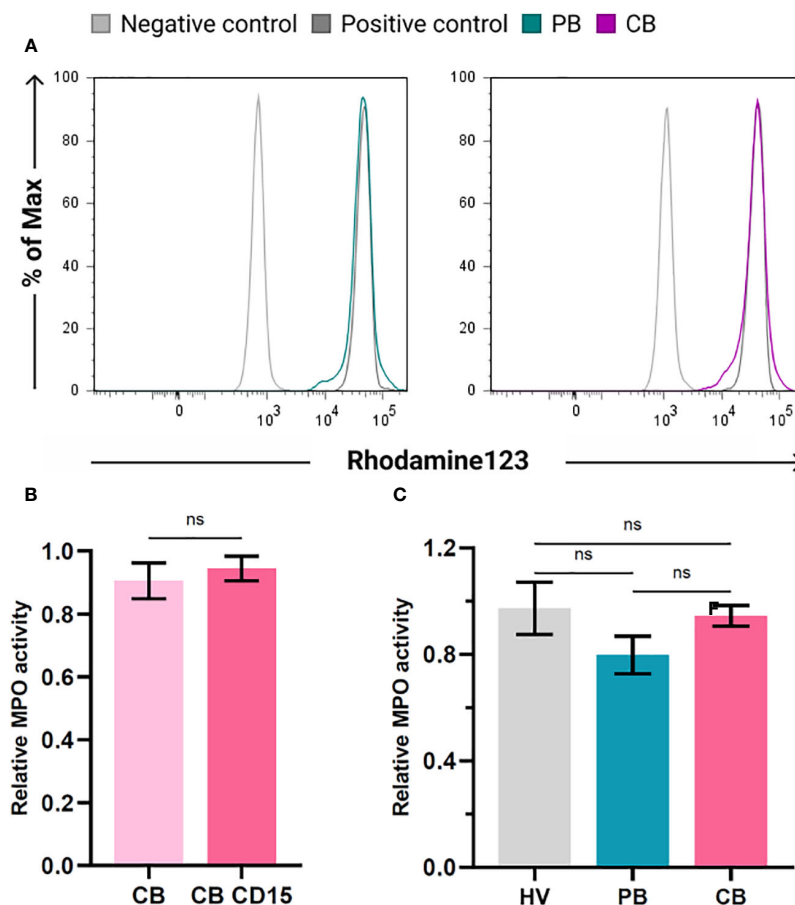 Negative control Positive control PB CB
A
% of Max
100
80
60
40
20
0
0 10³ 10⁴ 10⁵
100
80
60
40
20
0
0 10³ 10⁴ 10⁵
Rhodamine123
B
ns
Relative MPO activity
1.0
0.8
0.6
0.4
0.2
0.0
CB CB CD15
C
ns
ns
ns
Relative MPO activity
1.2
0.8
0.4
0.0
HV PB CB